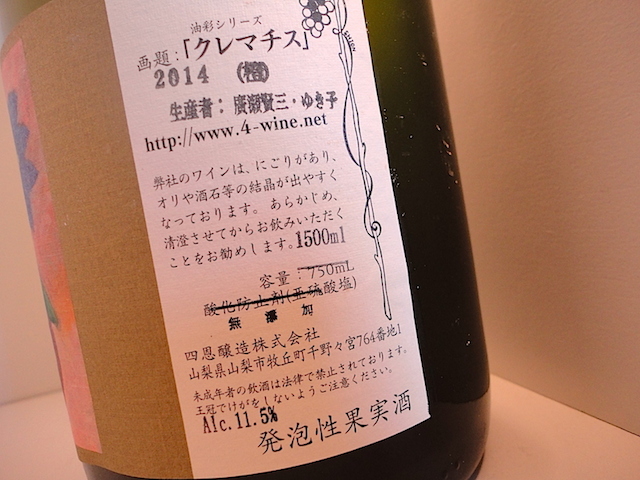 油彩シリーズ
画題:「クレマチス」
2014 (橙)
生産者: 廣瀬賢三・ゆき子
http://www.4-wine.net
弊社のワインは、にごりがあり、
オリや酒石等の結晶が出やすく
なっております。あらかじめ、
清澄させてからお飲みいただく
ことをお勧めします。1500ml
容量:750mL
酸化防止剤(亜硫酸塩)
無 添 加
四恩醸造株式会社
山梨県山梨市牧丘町千野々宮764番地1
未成年者の飲酒は法律で禁止されております。
王冠でけがをしないようご注意ください。
Alc.11.5%
発泡性果実酒